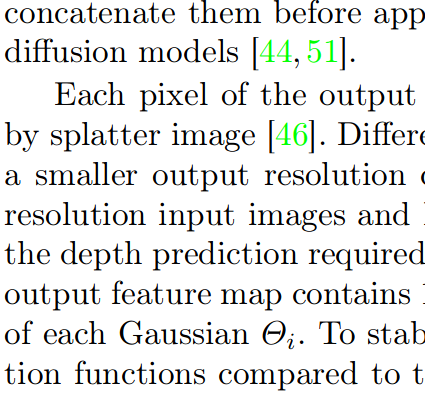 concatenate them before app
diffusion models [44, 51].
Each pixel of the output
by splatter image [46]. Differe
a smaller output resolution
resolution input images and
the depth prediction required
output feature map contains
of each Gaussian Θᵢ. To stab
tion functions compared to t